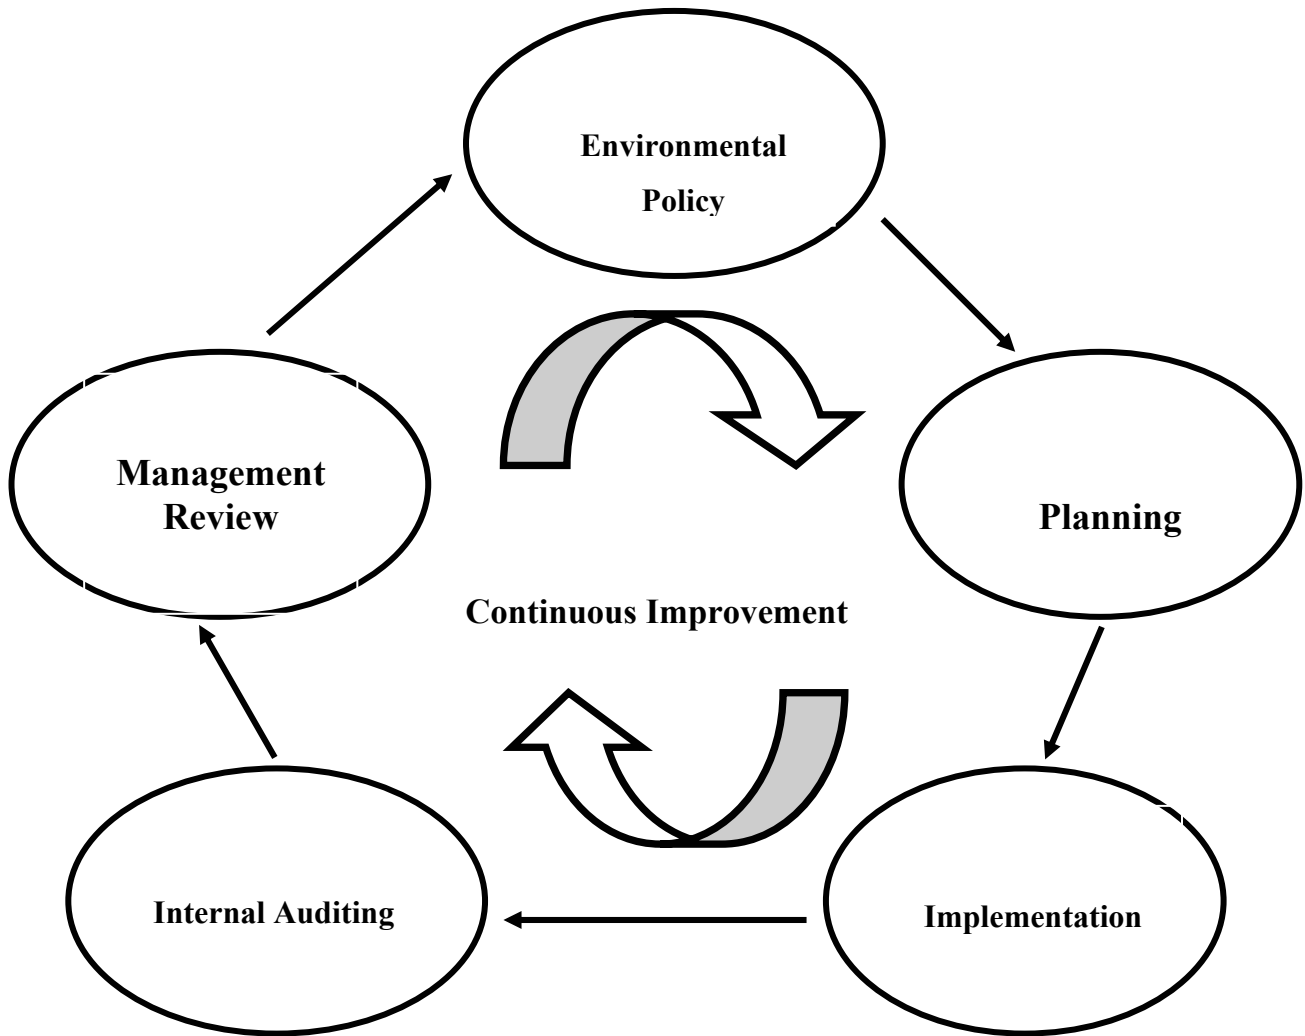 Environmental
Policy
Management
Review
Planning
Continuous Improvement
Internal Auditing
Implementation